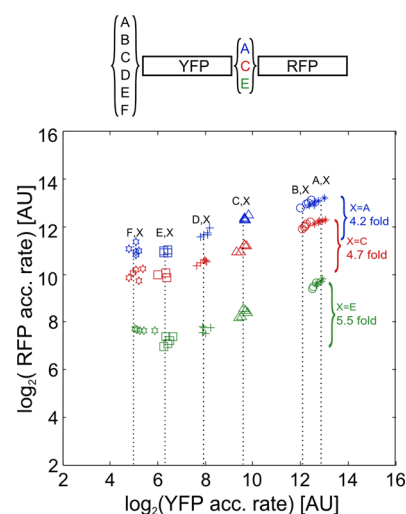 A
B
C
D
E
F
YFP
A
C
E
RFP
log₂( RFP acc. rate) [AU]
16
14
12
10
8
6
4
2
F,X
E,X
D,X
C,X
B,X
A,X
X=A
4.2 fold
X=C
4.7 fold
X=E
5.5 fold
2 4 6 8 10 12 14 16
log₂(YFP acc. rate) [AU]